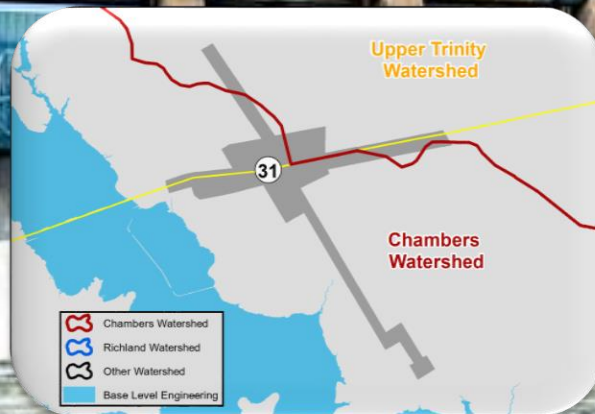 Upper Trinity
Watershed
31
Chambers
Watershed
Chambers Watershed
Richland Watershed
Other Watershed
Base Level Engineering